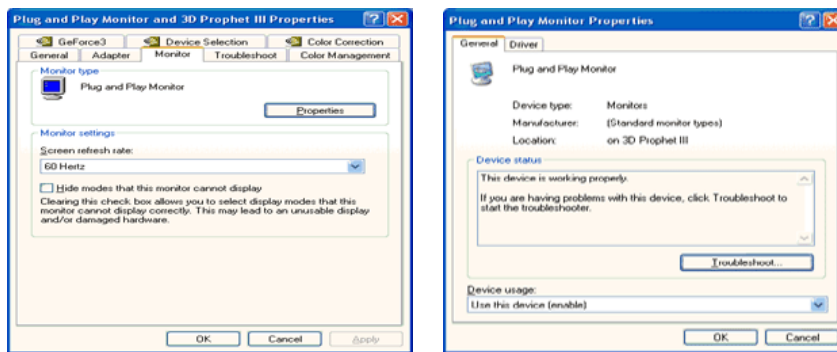 Plug and Play Monitor and 3D Prophet III Properties
GeForce3 Device Selection Color Correction
General Adapter Monitor Troubleshoot Color Management
Monitor type
Plug and Play Monitor
Properties
Monitor settings
Screen refresh rate:
60 Hertz
Hide modes that this monitor cannot display
Clearing this check box allows you to select display modes that this
monitor cannot display correctly. This may lead to an unusable display
and/or damaged hardware.
OK Cancel Apply
Plug and Play Monitor Properties
General Driver
Plug and Play Monitor
Device type: Monitors
Manufacturer: (Standard monitor types)
Location: on 3D Prophet III
Device status
This device is working properly.
If you are having problems with this device, click Troubleshoot to
start the troubleshooter.
Troubleshoot...
Device usage:
Use this device (enable)
OK Cancel